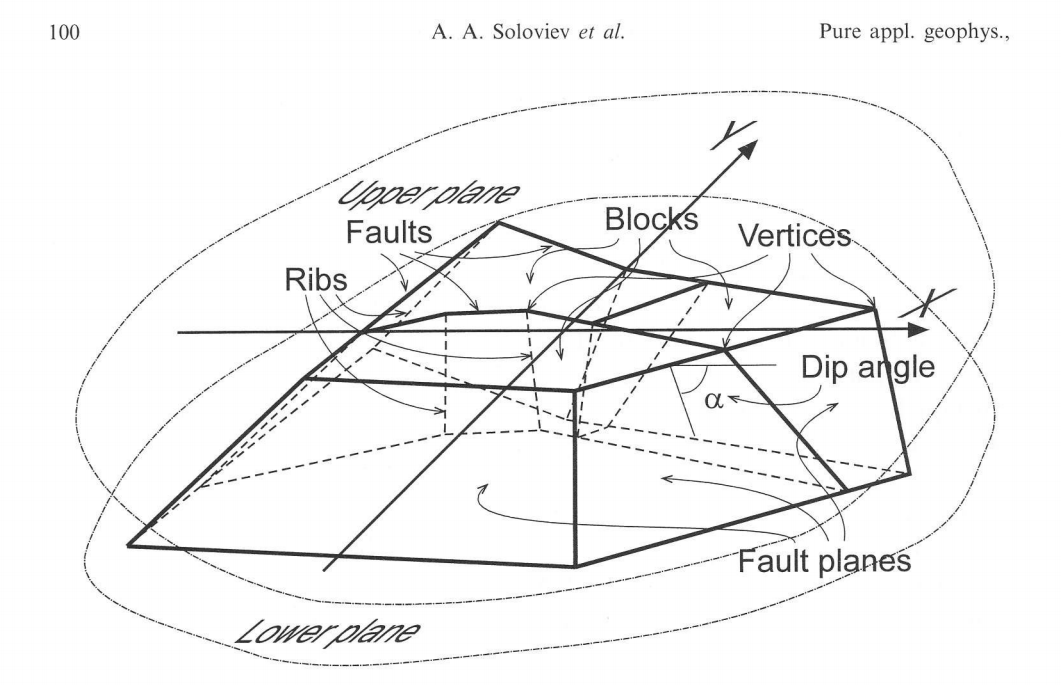 100 A. A. Soloviev et al. Pure appl. geophys.,
Y
Upper plane
Faults
Blocks
Vertices
Ribs
X
Dip angle
α
Fault planes
Lower plane